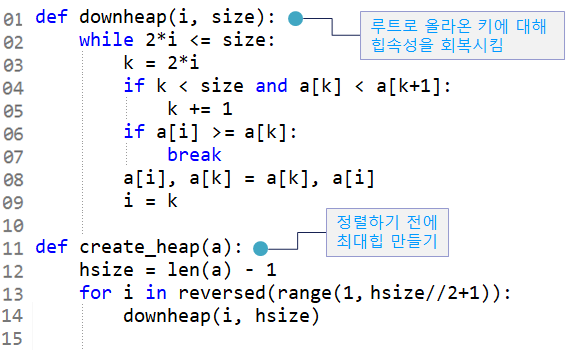 01 def downheap(i, size):
루트로 올라온 키에 대해
힙속성을 회복시킴
02     while 2*i <= size:
03         k = 2*i
04         if k < size and a[k] < a[k+1]:
05             k += 1
06         if a[i] >= a[k]:
07             break
08         a[i], a[k] = a[k], a[i]
09         i = k
10
정렬하기 전에
최대힙 만들기
11 def create_heap(a):
12     hsize = len(a) - 1
13     for i in reversed(range(1, hsize//2+1)):
14         downheap(i, hsize)
15